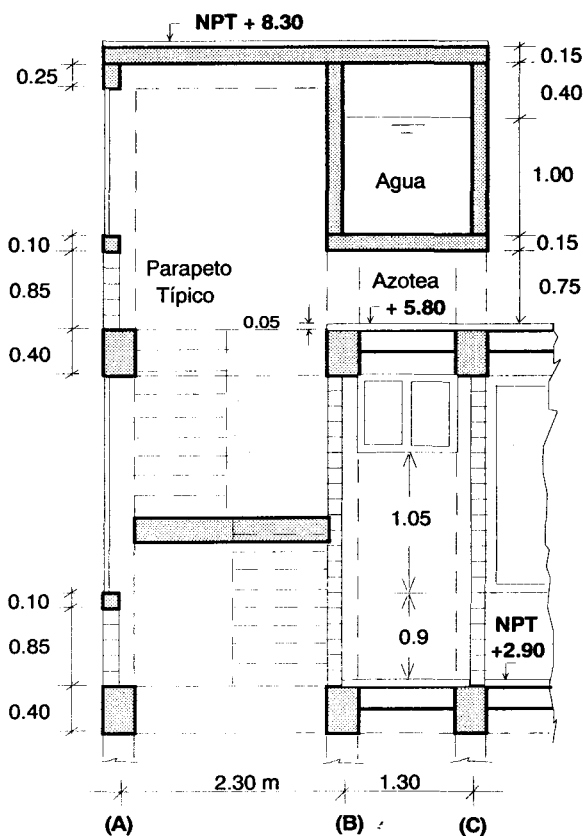 NPT + 8.30
0.25
0.15
0.40
Agua
1.00
0.10
0.15
Parapeto
Típico
Azotea
0.85
0.75
0.05
+ 5.80
0.40
1.05
0.10
0.9
NPT
+2.90
0.85
0.40
2.30 m
1.30
(A)
(B)
(C)